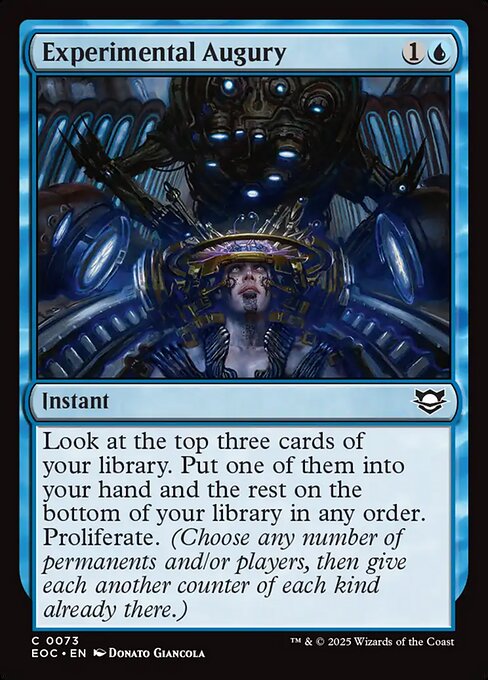 Experimental Augury 1
Instant
Look at the top three cards of
your library. Put one of them into
your hand and the rest on the
bottom of your library in any order.
Proliferate. (Choose any number of
permanents and/or players, then give
each another counter of each kind
already there.)
C 0073
EOC • EN Donato Giancola
™ & © 2025 Wizards of the Coast